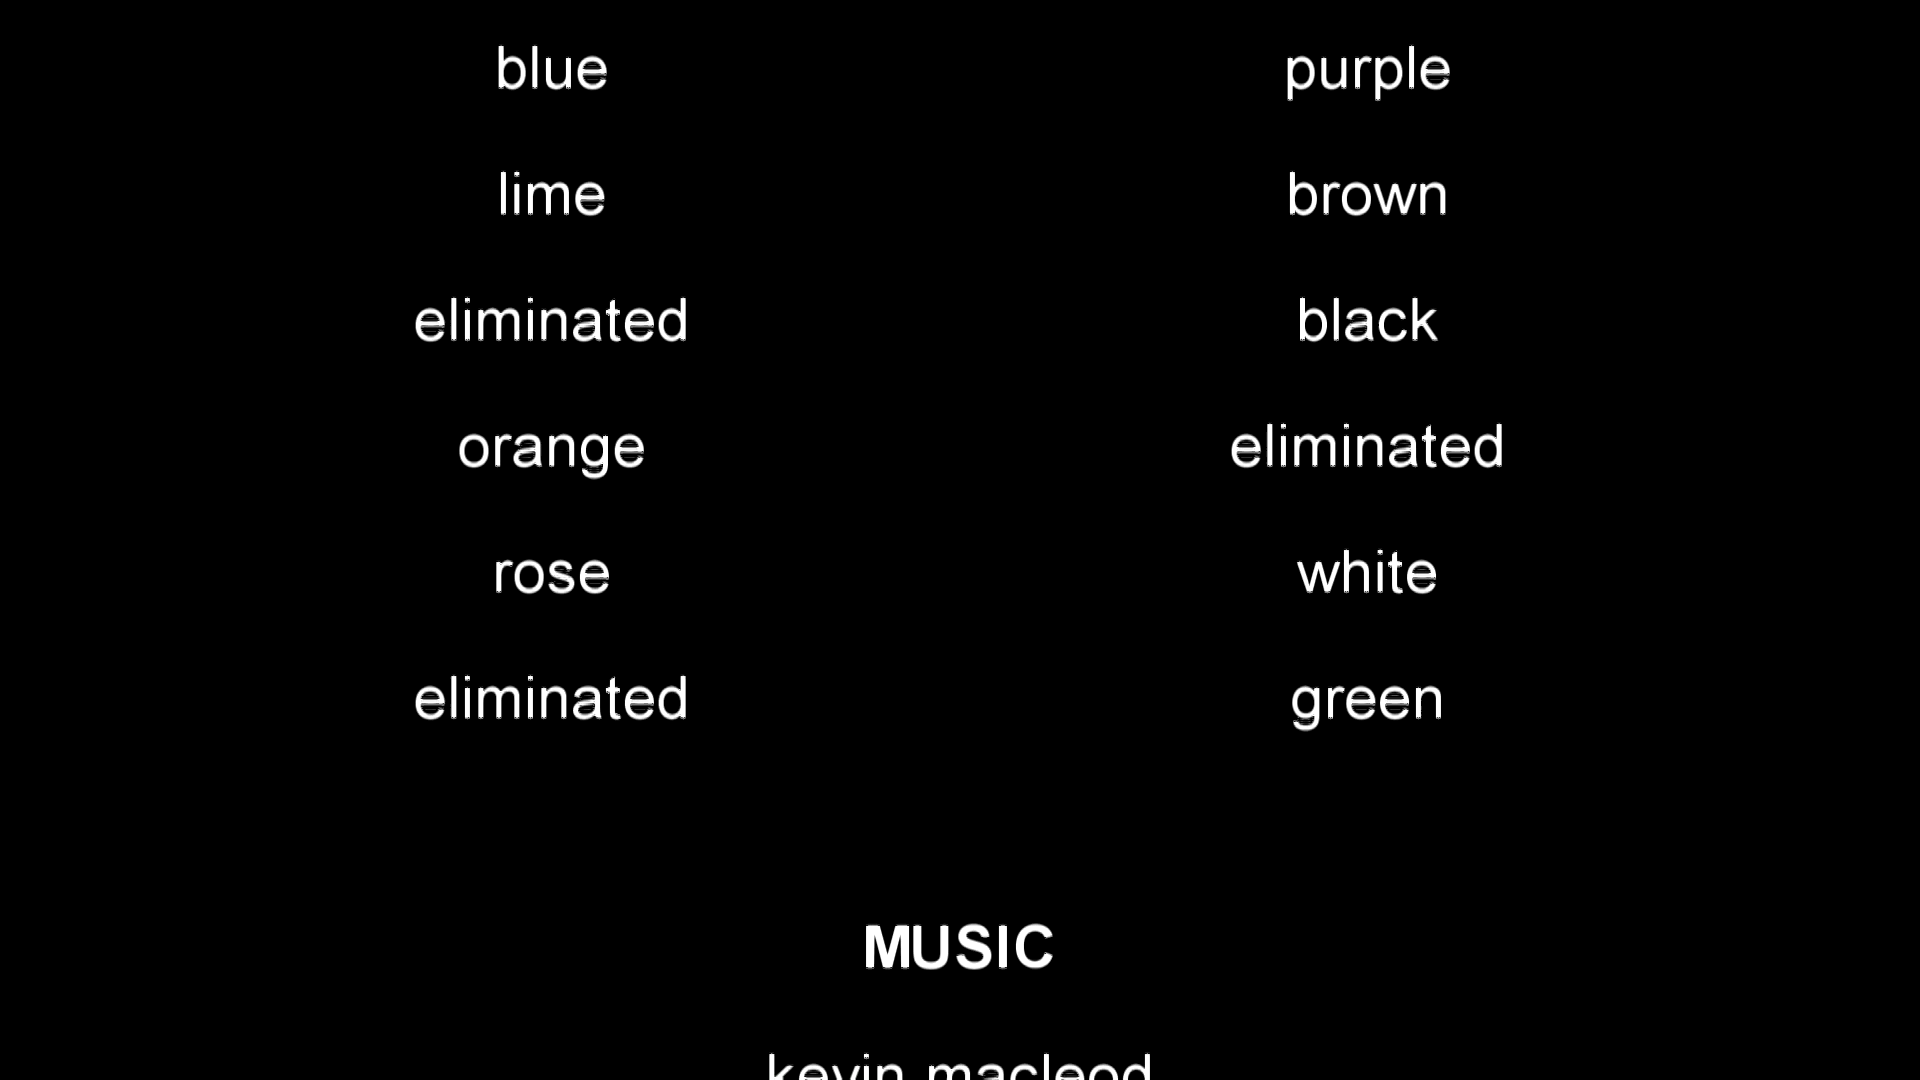 blue purple
lime brown
eliminated black
orange eliminated
rose white
eliminated green
MUSIC
kevin macleod